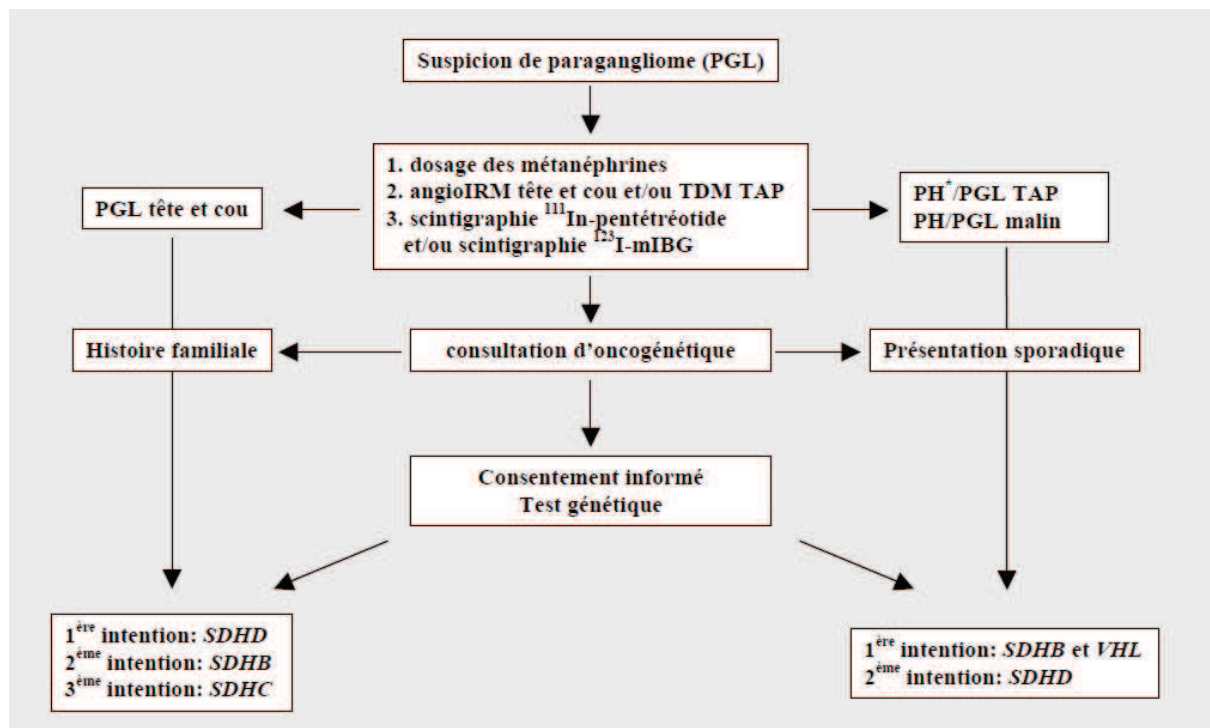 Suspicion de paragangliome (PGL)
1. dosage des métanéphrines
2. angioIRM tête et cou et/ou TDM TAP
3. scintigraphie ¹¹¹In-pentétréotide
et/ou scintigraphie ¹²³I-mIBG
PGL tête et cou
PH*/PGL TAP
PH/PGL malin
Histoire familiale
consultation d'oncogénétique
Présentation sporadique
Consentement informé
Test génétique
1ère intention: SDHD
2ème intention: SDHB
3ème intention: SDHC
1ère intention: SDHB et VHL
2ème intention: SDHD